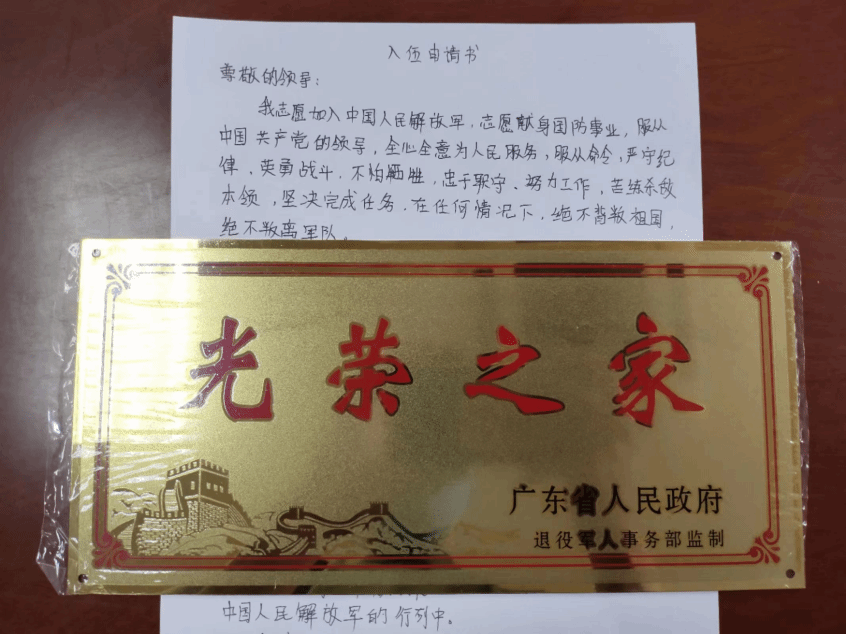 入伍申请书
尊敬的领导：
我志愿加入中国人民解放军，志愿献身国防事业，服从
中国共产党的领导，全心全意为人民服务，服从命令，严守纪
律，英勇战斗，不怕牺牲，忠于职守、努力工作，苦练杀敌
本领，坚决完成任务，在任何情况下，绝不背叛祖国，
绝不叛离军队。
光荣之家
广东省人民政府
退役军人事务部监制
中国人民解放军的行列中。